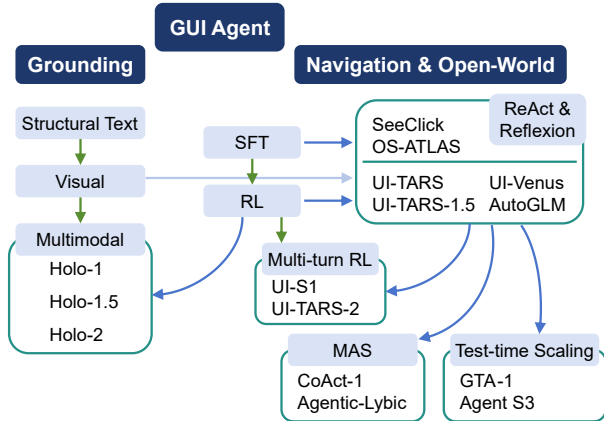 GUI Agent
Grounding
Navigation & Open-World
Structural Text
Visual
Multimodal
Holo-1
Holo-1.5
Holo-2
SFT
RL
ReAct &
Reflexion
SeeClick
OS-ATLAS
UI-TARS
UI-Venus
UI-TARS-1.5
AutoGLM
Multi-turn RL
UI-S1
UI-TARS-2
MAS
CoAct-1
Agentic-Lybic
Test-time Scaling
GTA-1
Agent S3